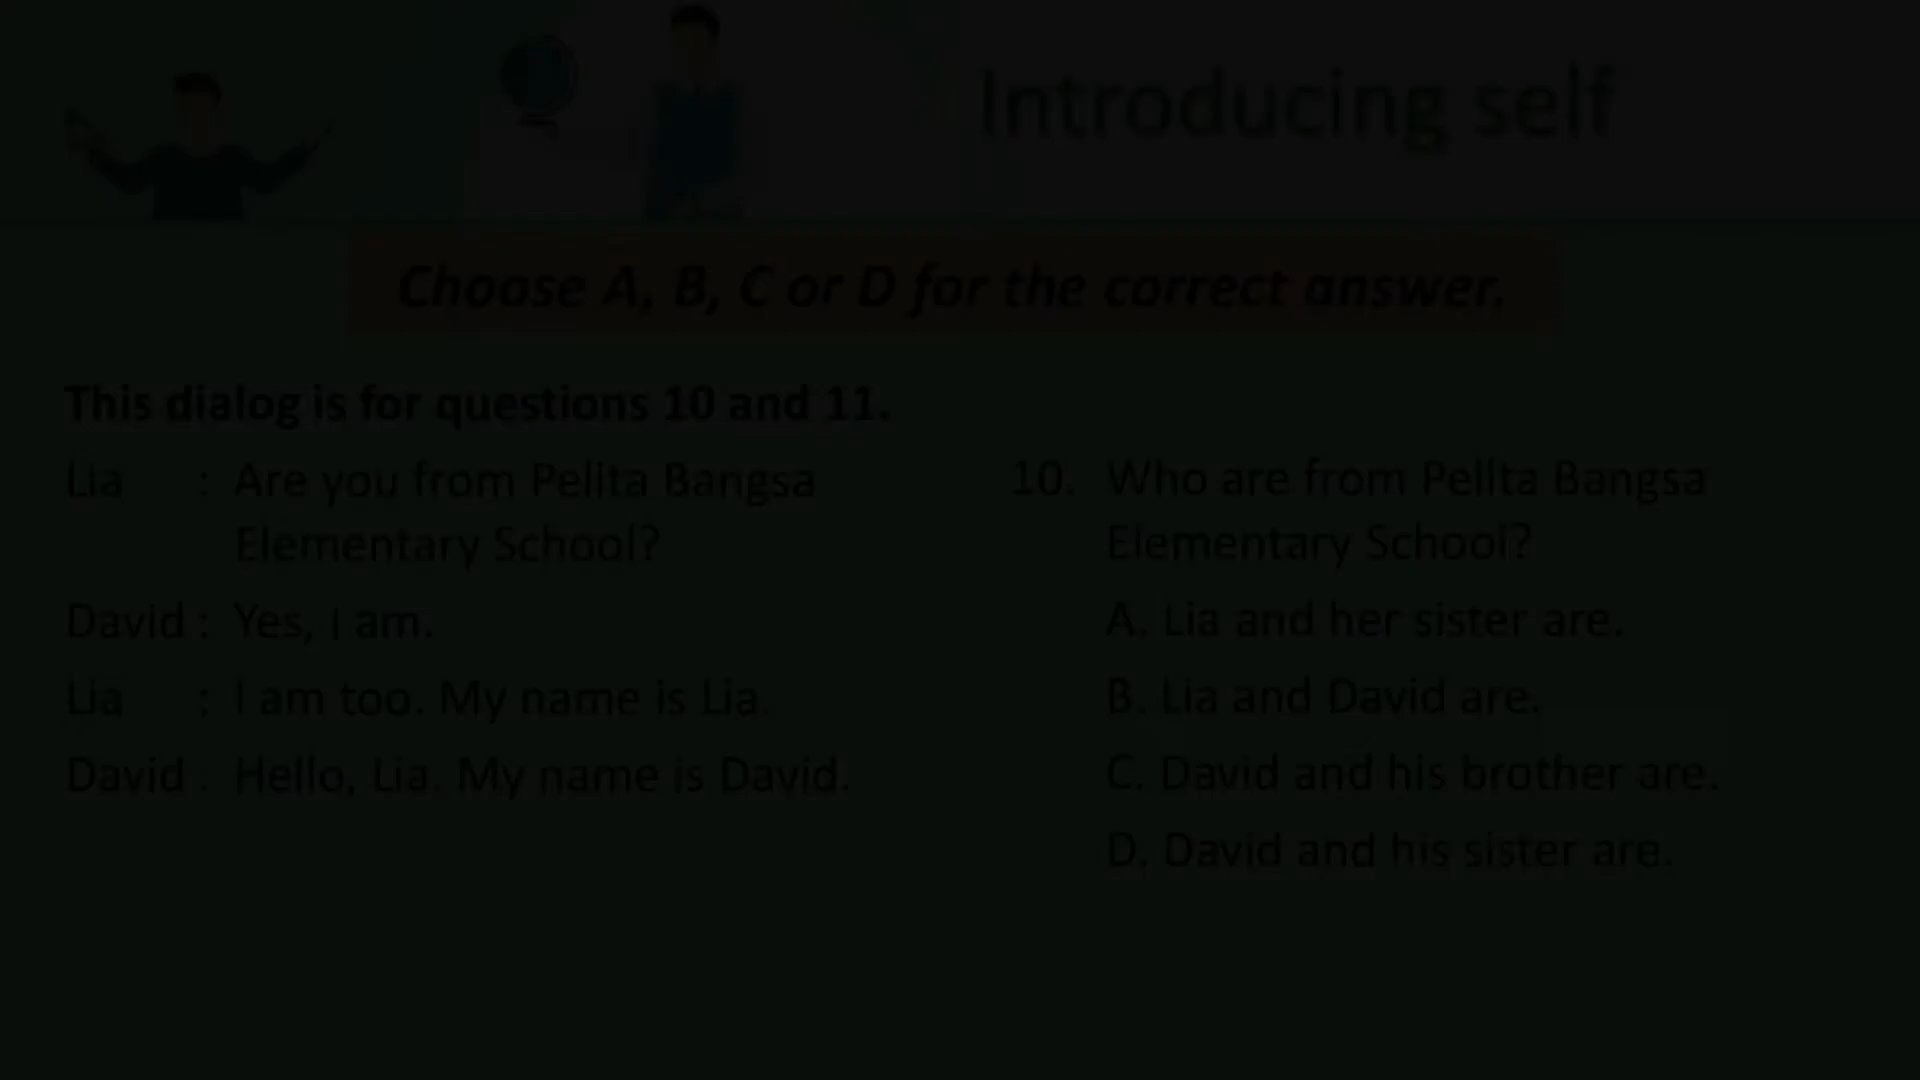 Introducing self
Choose A, B, C or D for the correct answer.
This dialog is for questions 10 and 11.
Lia : Are you from Pelita Bangsa
Elementary School?
David : Yes, I am.
Lia : I am too. My name is Lia.
David : Hello, Lia. My name is David.
10. Who are from Pelita Bangsa
Elementary School?
A. Lia and her sister are.
B. Lia and David are.
C. David and his brother are.
D. David and his sister are.